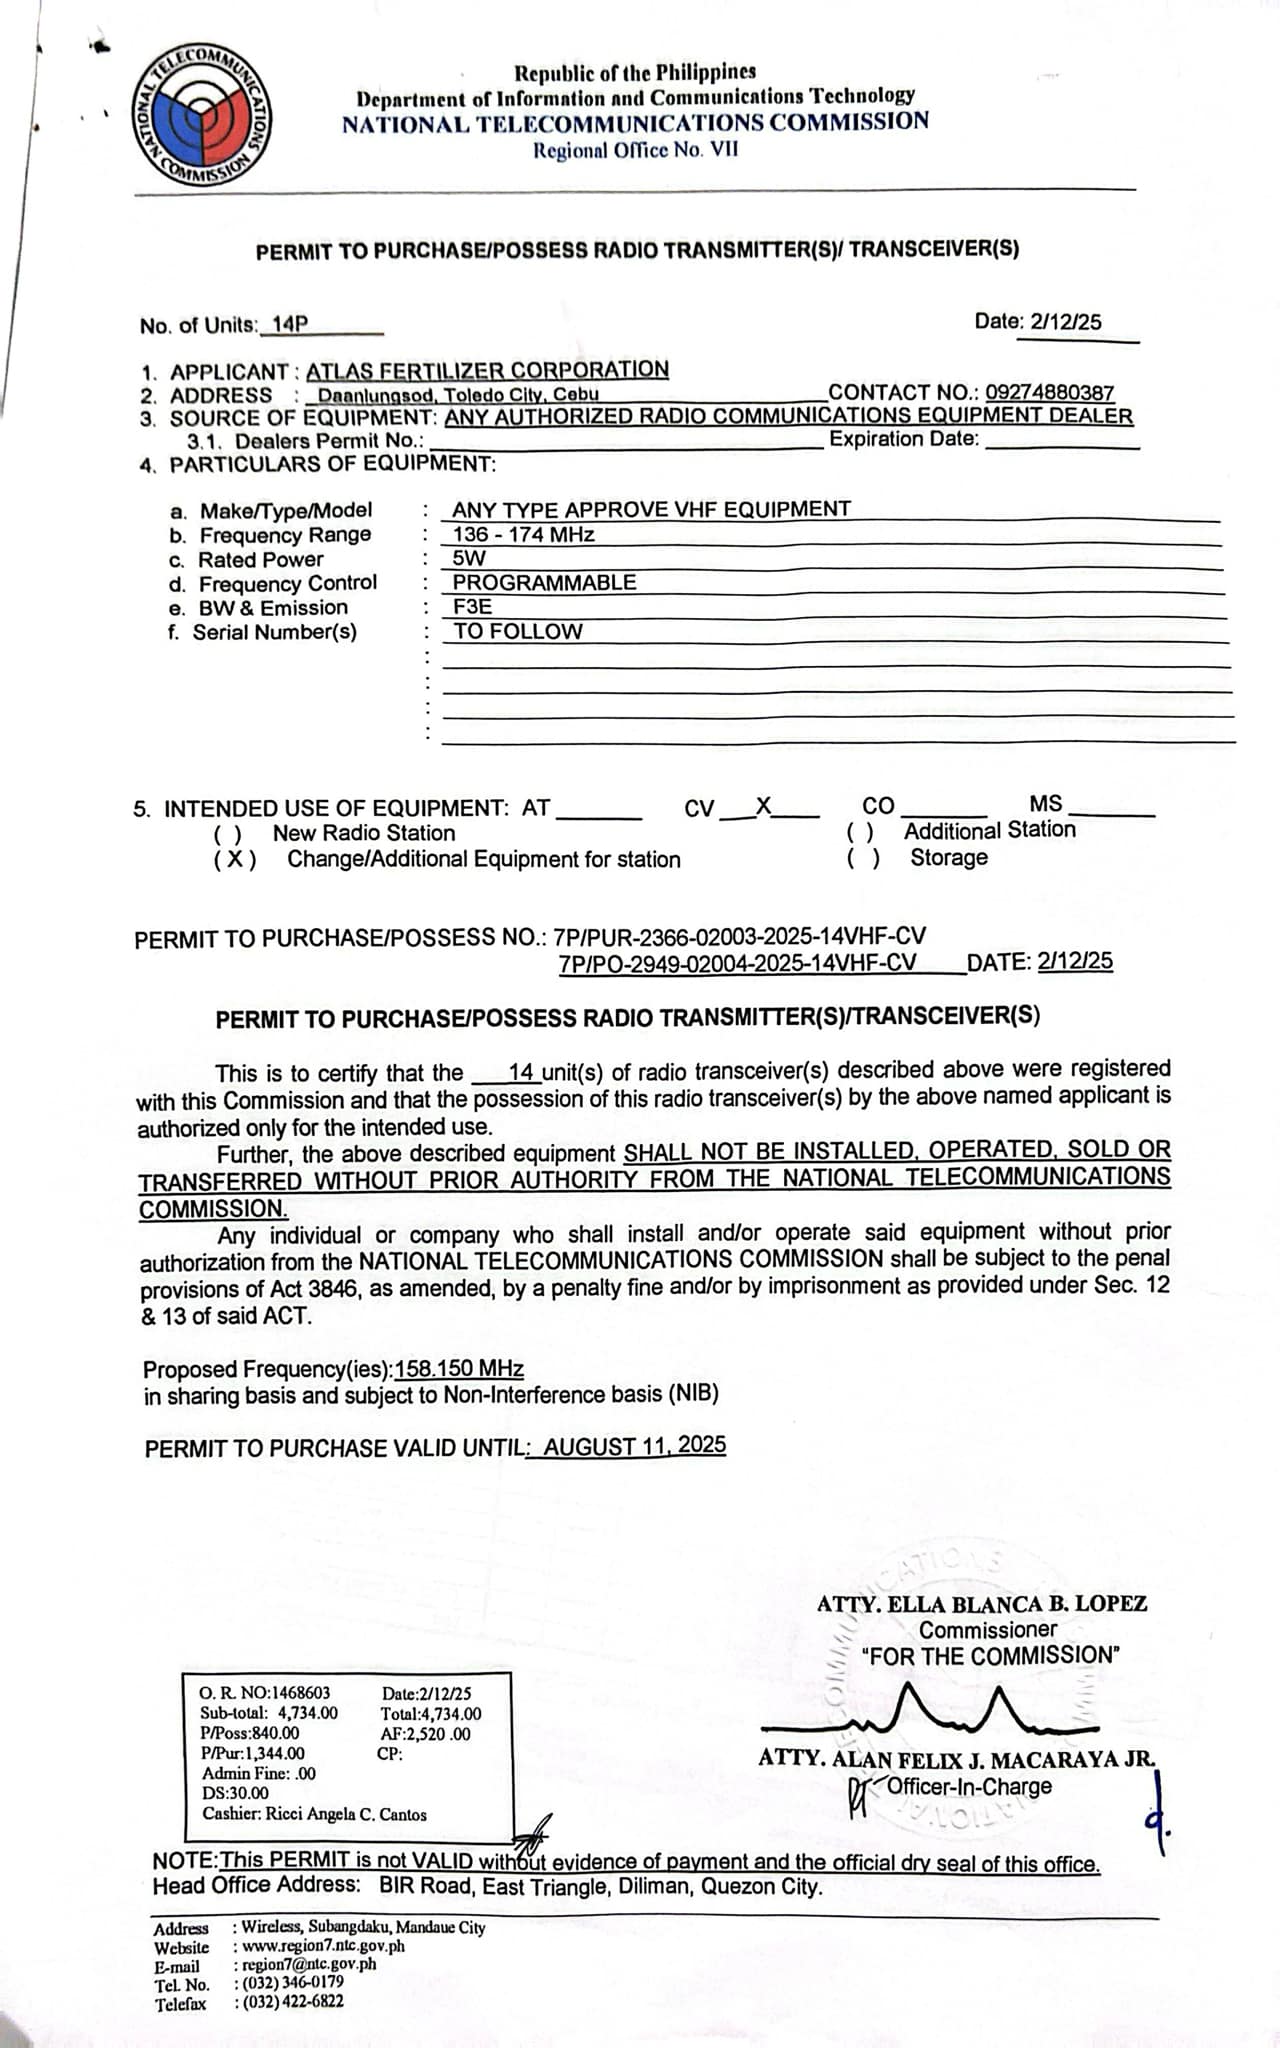 NATIONAL TELECOMMUNICATIONS COMMISSION
Republic of the Philippines
Department of Information and Communications Technology
NATIONAL TELECOMMUNICATIONS COMMISSION
Regional Office No. VII
PERMIT TO PURCHASE/POSSESS RADIO TRANSMITTER(S)/ TRANSCEIVER(S)
No. of Units: 14P Date: 2/12/25
1. APPLICANT : ATLAS FERTILIZER CORPORATION
2. ADDRESS : Daanlungsod, Toledo City, Cebu CONTACT NO.: 09274880387
3. SOURCE OF EQUIPMENT: ANY AUTHORIZED RADIO COMMUNICATIONS EQUIPMENT DEALER
3.1. Dealers Permit No.: Expiration Date:
4. PARTICULARS OF EQUIPMENT:
a. Make/Type/Model : ANY TYPE APPROVE VHF EQUIPMENT
b. Frequency Range : 136 - 174 MHz
c. Rated Power : 5W
d. Frequency Control : PROGRAMMABLE
e. BW & Emission : F3E
f. Serial Number(s) : TO FOLLOW
:
:
:
:
5. INTENDED USE OF EQUIPMENT: AT CV X CO MS
( ) New Radio Station ( ) Additional Station
( X ) Change/Additional Equipment for station ( ) Storage
PERMIT TO PURCHASE/POSSESS NO.: 7P/PUR-2366-02003-2025-14VHF-CV
7P/PO-2949-02004-2025-14VHF-CV DATE: 2/12/25
PERMIT TO PURCHASE/POSSESS RADIO TRANSMITTER(S)/TRANSCEIVER(S)
This is to certify that the 14 unit(s) of radio transceiver(s) described above were registered
with this Commission and that the possession of this radio transceiver(s) by the above named applicant is
authorized only for the intended use.
Further, the above described equipment SHALL NOT BE INSTALLED, OPERATED, SOLD OR
TRANSFERRED WITHOUT PRIOR AUTHORITY FROM THE NATIONAL TELECOMMUNICATIONS
COMMISSION.
Any individual or company who shall install and/or operate said equipment without prior
authorization from the NATIONAL TELECOMMUNICATIONS COMMISSION shall be subject to the penal
provisions of Act 3846, as amended, by a penalty fine and/or by imprisonment as provided under Sec. 12
& 13 of said ACT.
Proposed Frequency(ies):158.150 MHz
in sharing basis and subject to Non-Interference basis (NIB)
PERMIT TO PURCHASE VALID UNTIL: AUGUST 11, 2025
ATTY. ELLA BLANCA B. LOPEZ
Commissioner
"FOR THE COMMISSION"
ATTY. ALAN FELIX J. MACARAYA JR.
Officer-In-Charge
O. R. NO:1468603 Date:2/12/25
Sub-total: 4,734.00 Total:4,734.00
P/Poss:840.00 AF:2,520 .00
P/Pur:1,344.00 CP:
Admin Fine: .00
DS:30.00
Cashier: Ricci Angela C. Cantos
NOTE:This PERMIT is not VALID without evidence of payment and the official dry seal of this office.
Head Office Address: BIR Road, East Triangle, Diliman, Quezon City.
Address : Wireless, Subangdaku, Mandaue City
Website : www.region7.ntc.gov.ph
E-mail : region7@ntc.gov.ph
Tel. No. : (032) 346-0179
Telefax : (032) 422-6822